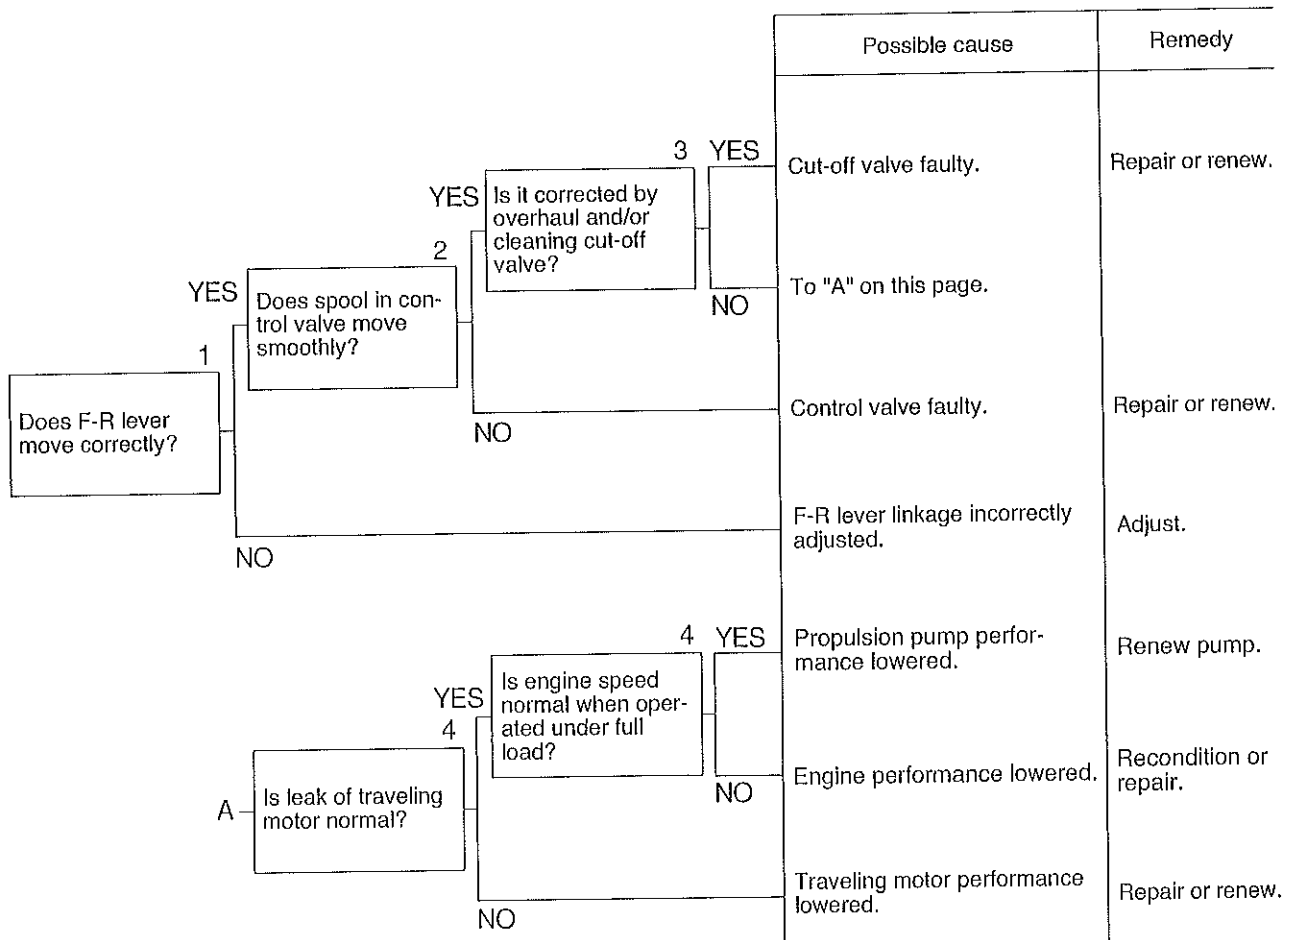 Possible cause
Remedy
3
YES
Cut-off valve faulty.
Repair or renew.
YES
Is it corrected by
overhaul and/or
cleaning cut-off
valve?
2
YES
Does spool in con-
trol valve move
smoothly?
NO
To "A" on this page.
1
Does F-R lever
move correctly?
NO
Control valve faulty.
Repair or renew.
NO
F-R lever linkage incorrectly
adjusted.
Adjust.
4
YES
Propulsion pump perfor-
mance lowered.
Renew pump.
YES
Is engine speed
normal when oper-
ated under full
load?
4
A
Is leak of traveling
motor normal?
NO
Engine performance lowered.
Recondition or
repair.
NO
Traveling motor performance
lowered.
Repair or renew.